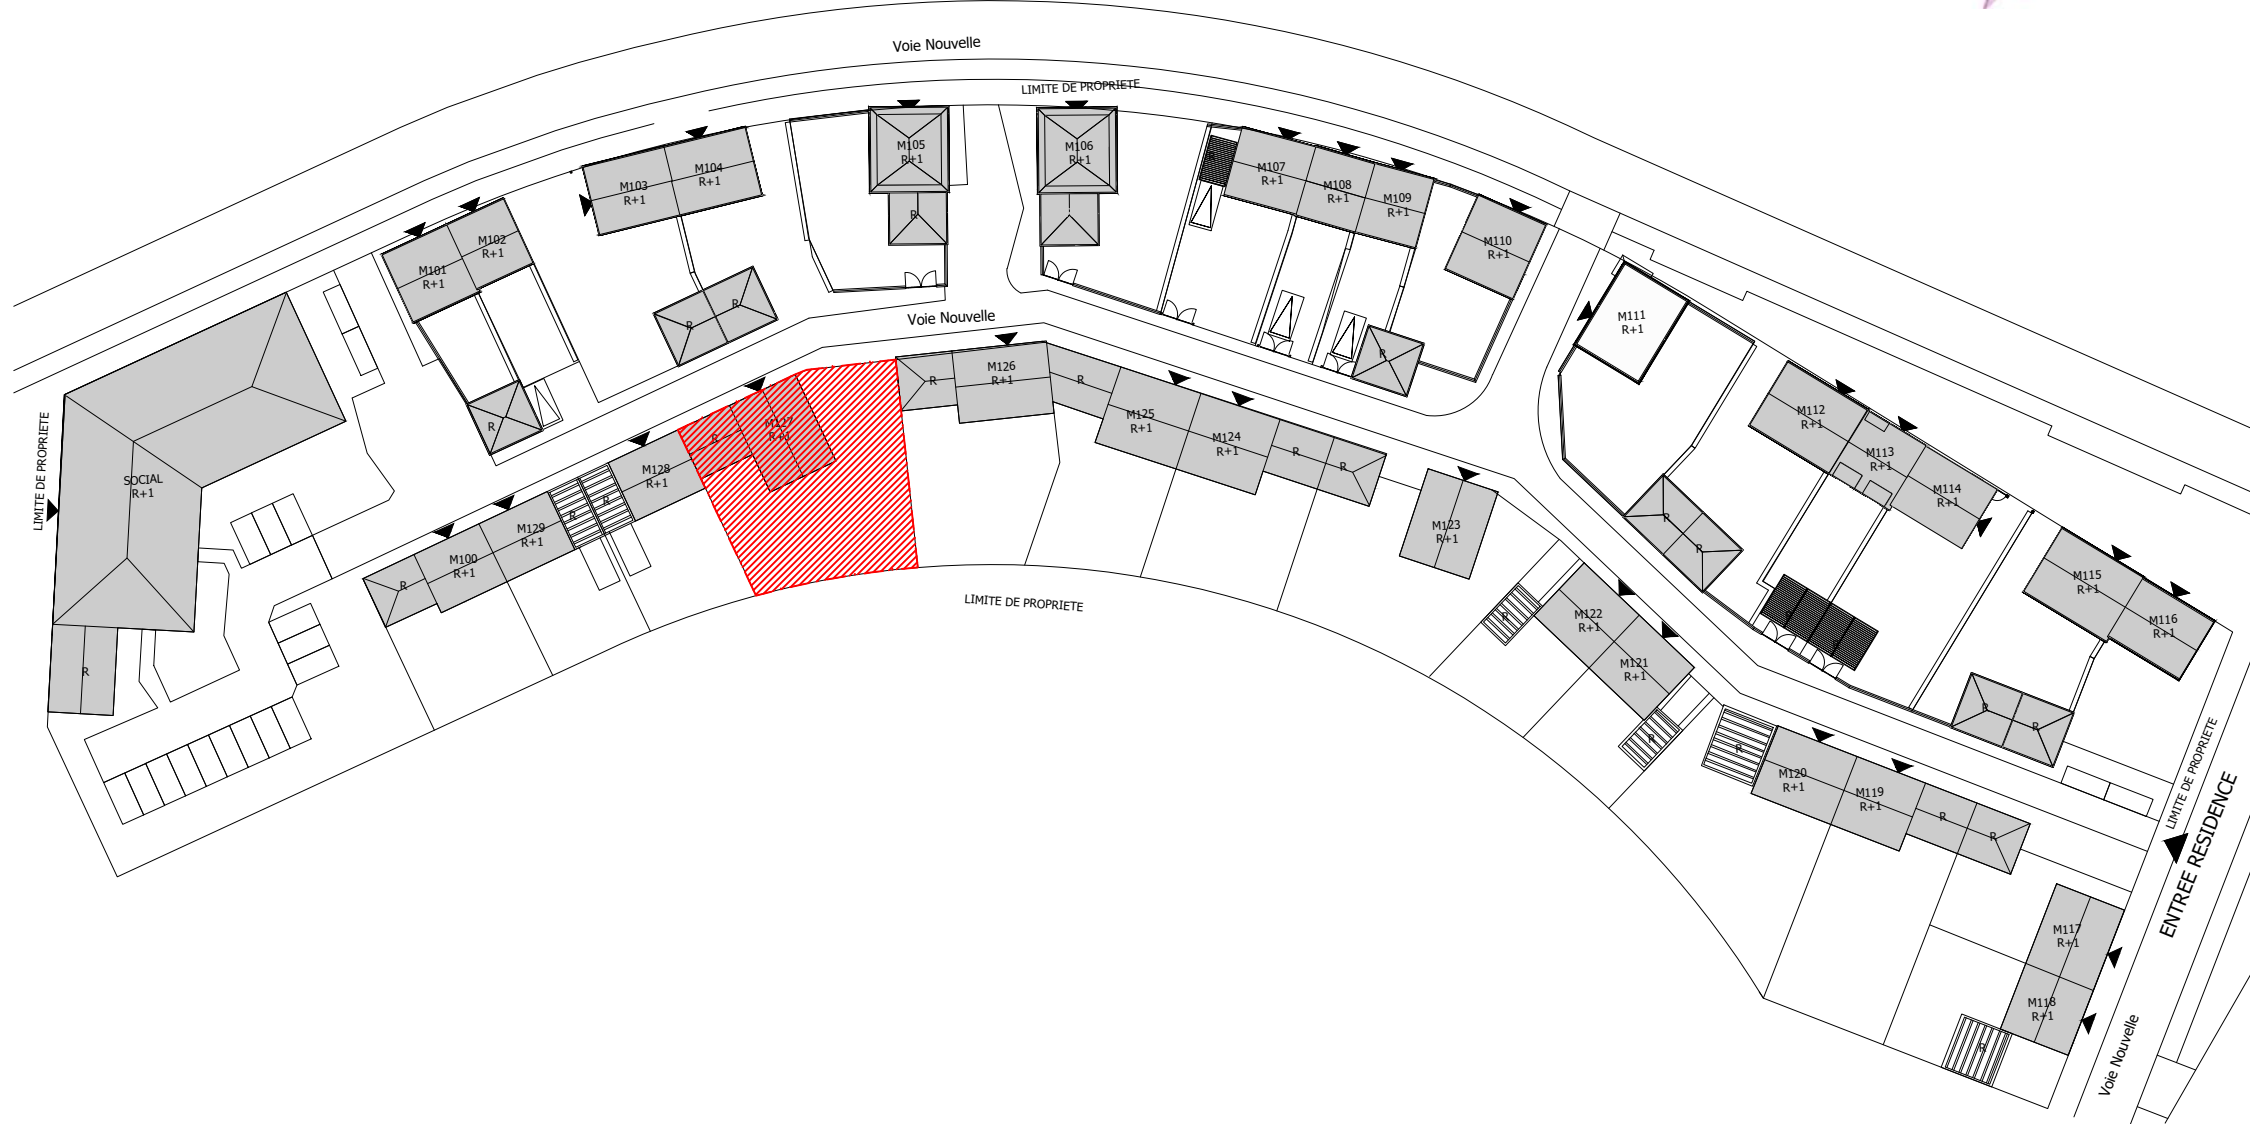 Voie Nouvelle
LIMITE DE PROPRIETE
M105
R+1
M106
R+1
M107
R+1
M108
R+1
M109
R+1
M104
R+1
M103
R+1
M102
R+1
M101
R+1
M110
R+1
R
R
R
R
R
R
Voie Nouvelle
M111
R+1
M112
R+1
M113
R+1
M114
R+1
M115
R+1
M116
R+1
R
R
R
R
LIMITE DE PROPRIETE
SOCIAL
R+1
R
R
M100
R+1
M129
R+1
R
R
M128
R+1
R
M127
R+1
R
M126
R+1
R
M125
R+1
M124
R+1
R
R
M123
R+1
LIMITE DE PROPRIETE
R
M122
R+1
M121
R+1
R
R
M120
R+1
M119
R+1
R
R
LIMITE DE PROPRIETE
ENTREE RESIDENCE
M117
R+1
M118
R+1
R
Voie Nouvelle